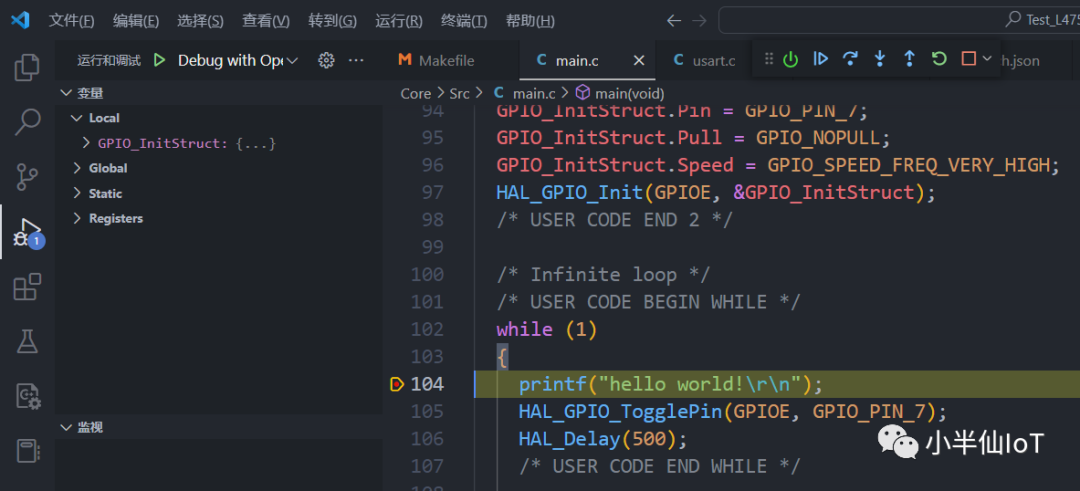 文件(F) 编辑(E) 选择(S) 查看(V) 转到(G) 运行(R) 终端(T) 帮助(H) Test_L475
运行和调试 Debug with Ope Makefile main.c usart.c h.json
变量
Core > Src > C main.c > main(void)
Local
GPIO_InitStruct: {...}
Global
Static
Registers
监视
94 GPIO_InitStruct.Pin = GPIO_PIN_7;
95 GPIO_InitStruct.Pull = GPIO_NOPULL;
96 GPIO_InitStruct.Speed = GPIO_SPEED_FREQ_VERY_HIGH;
97 HAL_GPIO_Init(GPIOE, &GPIO_InitStruct);
98 /* USER CODE END 2 */
99
100 /* Infinite loop */
101 /* USER CODE BEGIN WHILE */
102 while (1)
103 {
104 printf("hello world!\r\n");
105 HAL_GPIO_TogglePin(GPIOE, GPIO_PIN_7);
106 HAL_Delay(500);
107 /* USER CODE END WHILE */
1
小半仙IoT